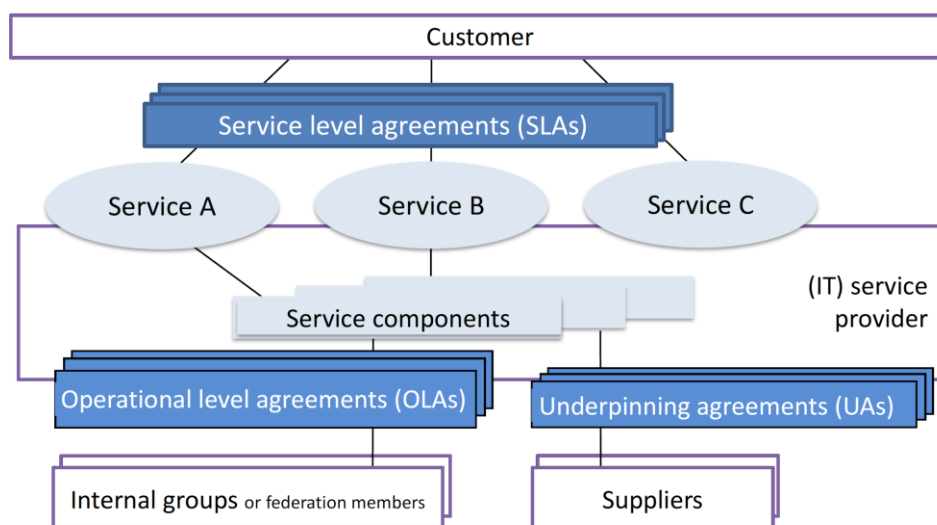 Customer
Service level agreements (SLAs)
Service A
Service B
Service C
(IT) service
provider
Service components
Operational level agreements (OLAs)
Underpinning agreements (UAs)
Internal groups or federation members
Suppliers